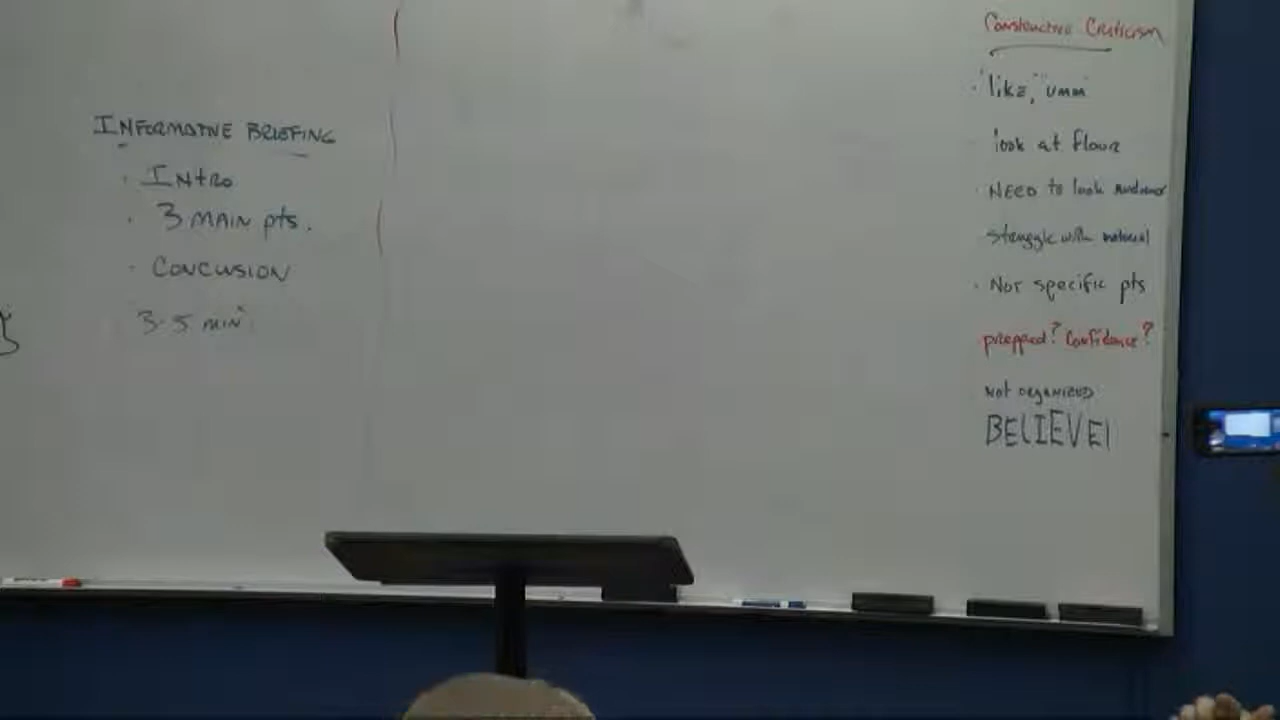 INFORMATIVE BRIEFING
· INtRo
· 3 MAIN pts.
· CONCLUSION
3-5 MIN
Constructive Criticism
· "like," "umm"
look at floor
· NEED to look Audience
struggle with material
· Not specific pts
prepped? Confidence?
Not ORGANIZED
BELIEVE!